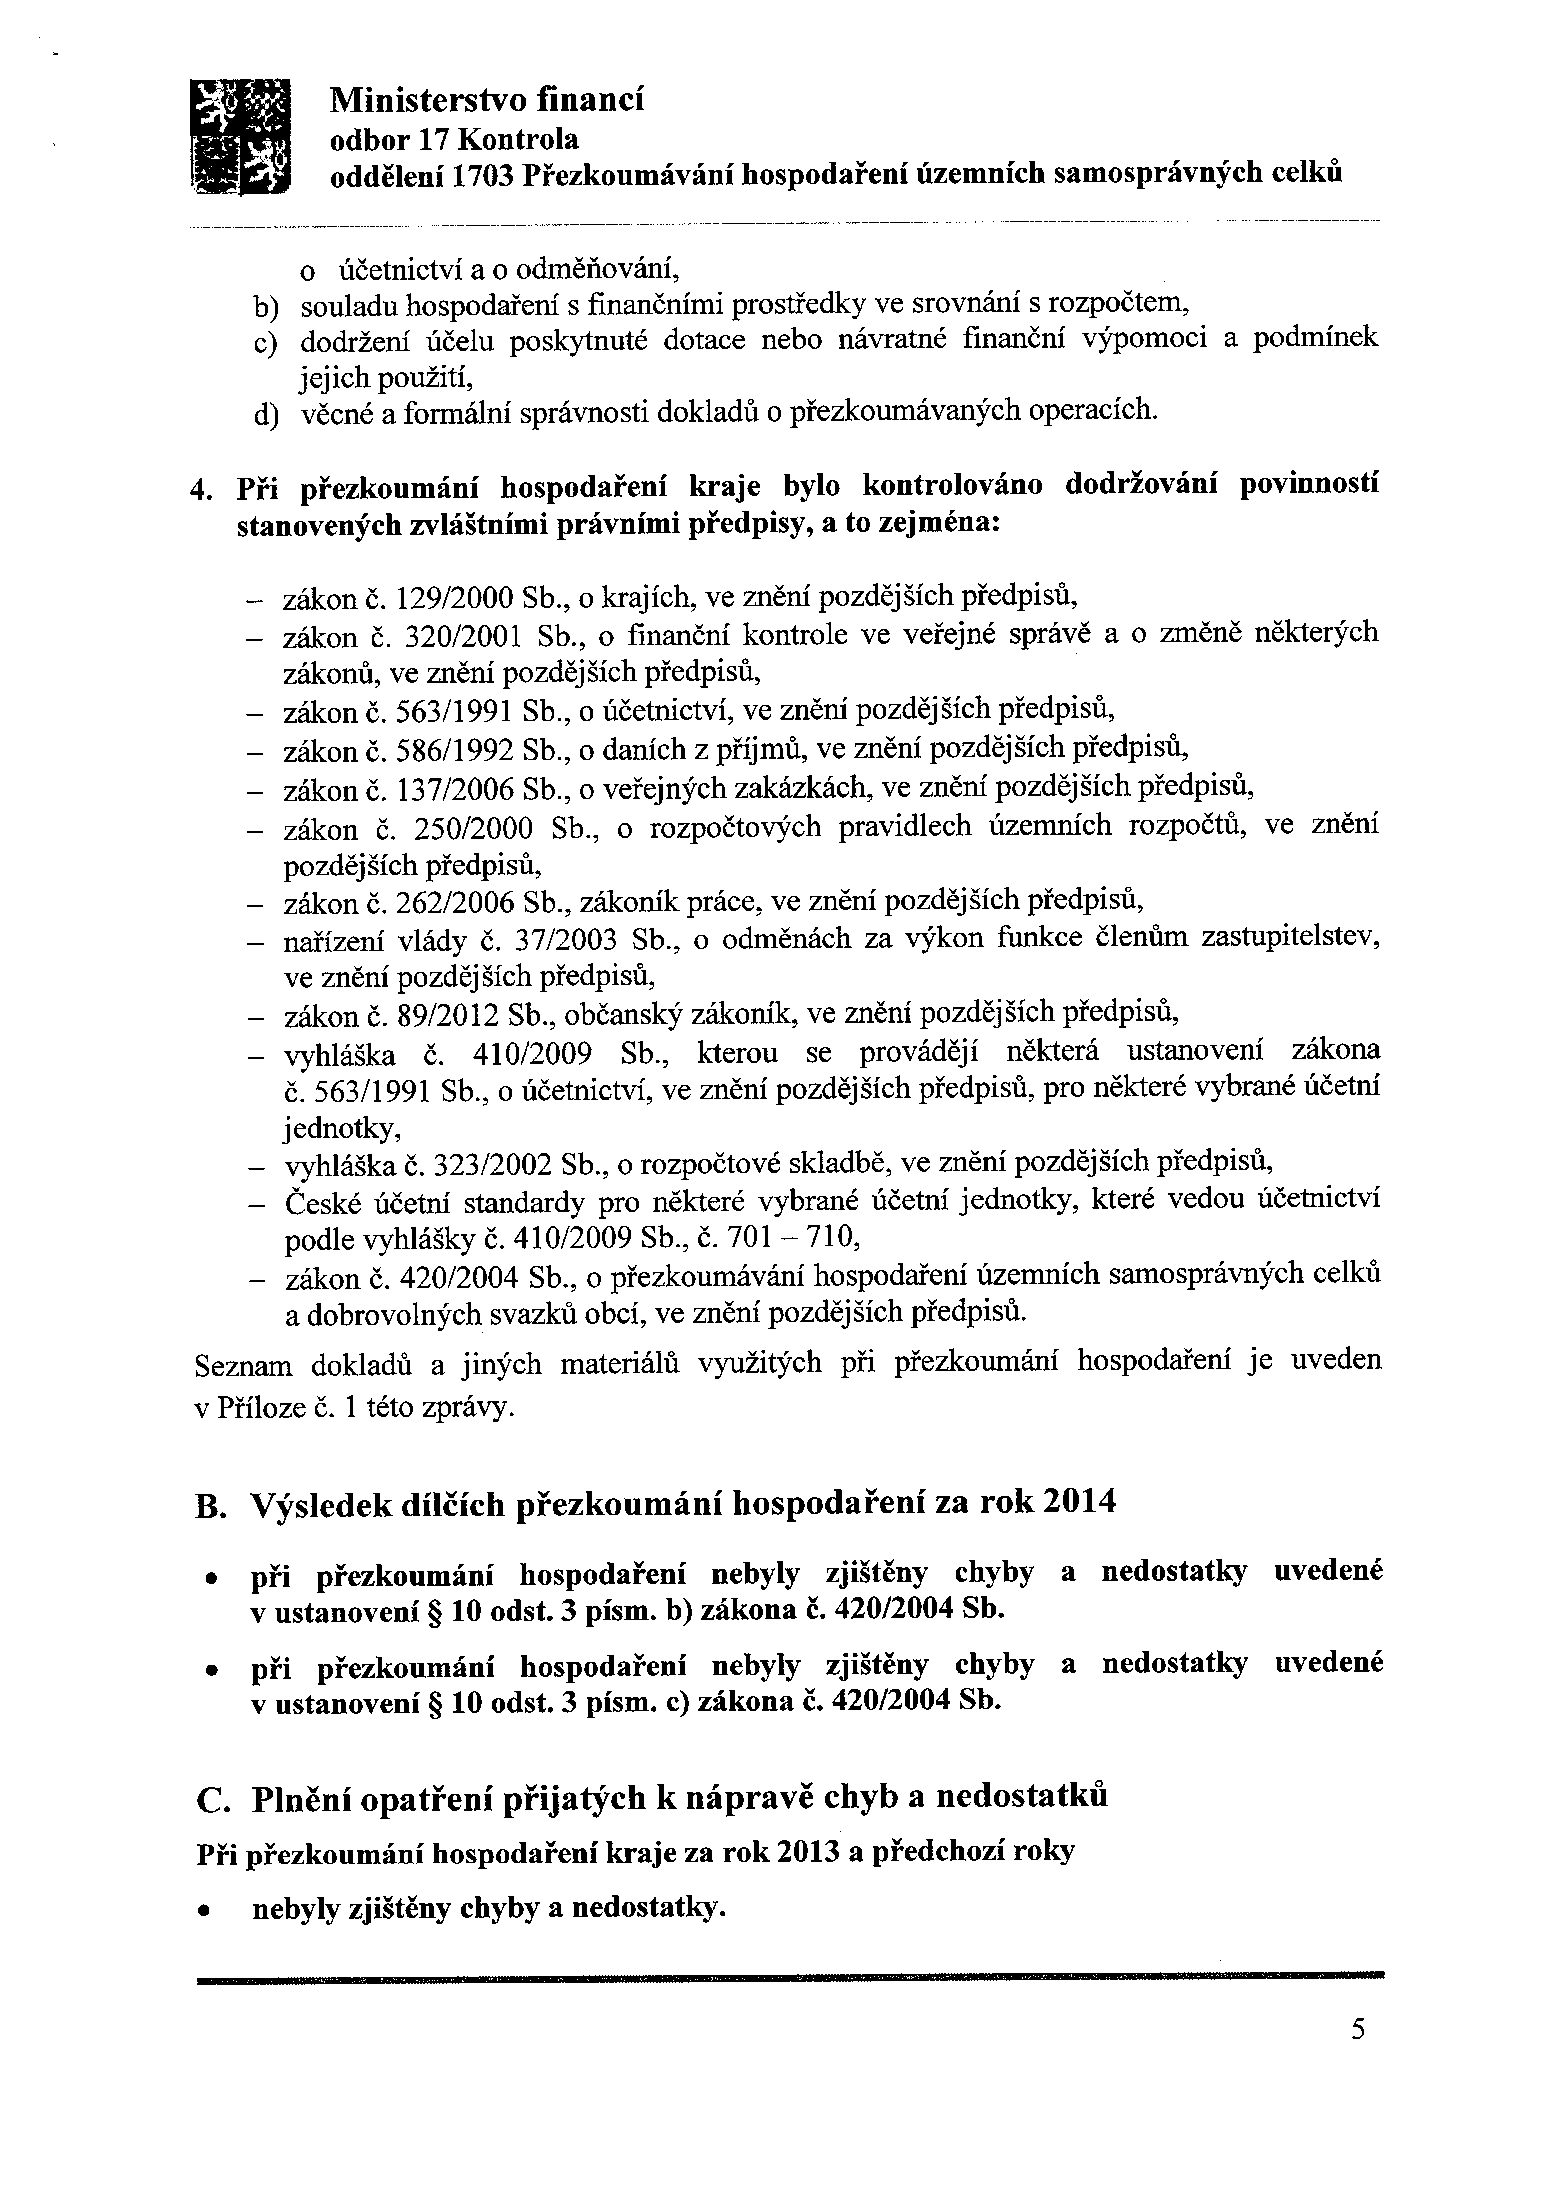 Ministerstvo financí
odbor 17 Kontrola
oddělení 1703 Přezkoumávání hospodaření územních samosprávných celků
o účetnictví a o odměňování,
b) souladu hospodaření s finančními prostředky ve srovnání s rozpočtem,
c) dodržení účelu poskytnuté dotace nebo návratné finanční výpomoci a podmínek
jejich použití,
d) věcné a formální správnosti dokladů o přezkoumávaných operacích.
4. Při přezkoumání hospodaření kraje bylo kontrolováno dodržování povinností
stanovených zvláštními právními předpisy, a to zejména:
– zákon č. 129/2000 Sb., o krajích, ve znění pozdějších předpisů,
– zákon č. 320/2001 Sb., o finanční kontrole ve veřejné správě a o změně některých
zákonů, ve znění pozdějších předpisů,
– zákon č. 563/1991 Sb., o účetnictví, ve znění pozdějších předpisů,
– zákon č. 586/1992 Sb., o daních z příjmů, ve znění pozdějších předpisů,
– zákon č. 137/2006 Sb., o veřejných zakázkách, ve znění pozdějších předpisů,
– zákon č. 250/2000 Sb., o rozpočtových pravidlech územních rozpočtů, ve znění
pozdějších předpisů,
– zákon č. 262/2006 Sb., zákoník práce, ve znění pozdějších předpisů,
– nařízení vlády č. 37/2003 Sb., o odměnách za výkon funkce členům zastupitelstev,
ve znění pozdějších předpisů,
– zákon č. 89/2012 Sb., občanský zákoník, ve znění pozdějších předpisů,
– vyhláška č. 410/2009 Sb., kterou se provádějí některá ustanovení zákona
č. 563/1991 Sb., o účetnictví, ve znění pozdějších předpisů, pro některé vybrané účetní
jednotky,
– vyhláška č. 323/2002 Sb., o rozpočtové skladbě, ve znění pozdějších předpisů,
– České účetní standardy pro některé vybrané účetní jednotky, které vedou účetnictví
podle vyhlášky č. 410/2009 Sb., č. 701 – 710,
– zákon č. 420/2004 Sb., o přezkoumávání hospodaření územních samosprávných celků
a dobrovolných svazků obcí, ve znění pozdějších předpisů.
Seznam dokladů a jiných materiálů využitých při přezkoumání hospodaření je uveden
v Příloze č. 1 této zprávy.
B. Výsledek dílčích přezkoumání hospodaření za rok 2014
• při přezkoumání hospodaření nebyly zjištěny chyby a nedostatky uvedené
v ustanovení § 10 odst. 3 písm. b) zákona č. 420/2004 Sb.
• při přezkoumání hospodaření nebyly zjištěny chyby a nedostatky uvedené
v ustanovení § 10 odst. 3 písm. c) zákona č. 420/2004 Sb.
C. Plnění opatření přijatých k nápravě chyb a nedostatků
Při přezkoumání hospodaření kraje za rok 2013 a předchozí roky
• nebyly zjištěny chyby a nedostatky.
5